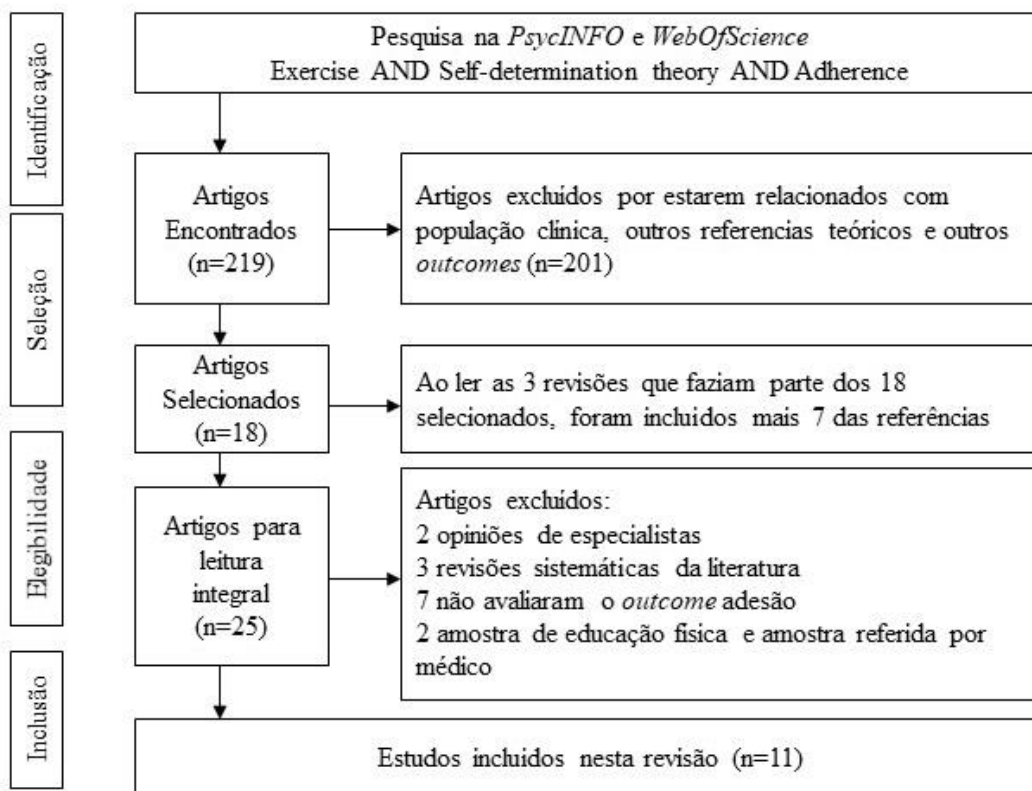 Identificação
Pesquisa na PsycINFO e WebOfScience
Exercise AND Self-determination theory AND Adherence
Artigos
Encontrados
(n=219)
Artigos excluídos por estarem relacionados com
população clínica, outros referencias teóricos e outros
outcomes (n=201)
Seleção
Artigos
Selecionados
(n=18)
Ao ler as 3 revisões que faziam parte dos 18
selecionados, foram incluidos mais 7 das referências
Elegibilidade
Artigos para
leitura
integral
(n=25)
Artigos excluídos:
2 opiniões de especialistas
3 revisões sistemáticas da literatura
7 não avaliaram o outcome adesão
2 amostra de educação física e amostra referida por
médico
Inclusão
Estudos incluidos nesta revisão (n=11)